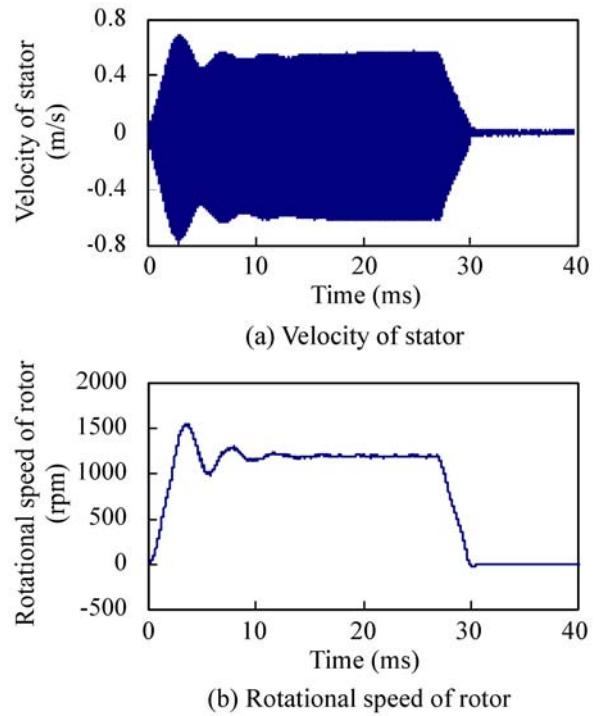 0.8
0.4
0
-0.4
-0.8
Velocity of stator
(m/s)
0 10 20 30 40
Time (ms)
(a) Velocity of stator
2000
1500
1000
500
0
-500
Rotational speed of rotor
(rpm)
0 10 20 30 40
Time (ms)
(b) Rotational speed of rotor